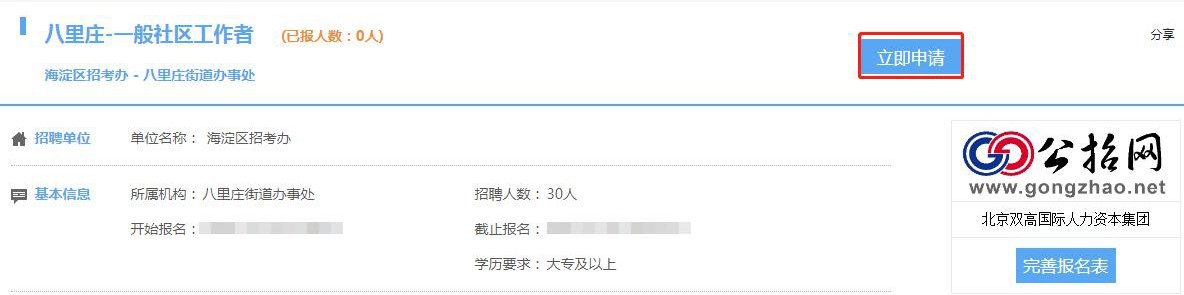 八里庄-一般社区工作者 (已报人数：0人)
立即申请
分享
海淀区招考办 - 八里庄街道办事处
招聘单位 单位名称： 海淀区招考办
基本信息 所属机构：八里庄街道办事处 招聘人数：30人
开始报名： 截止报名：
学历要求：大专及以上
公招网
www.gongzhao.net
北京双高国际人力资本集团
完善报名表